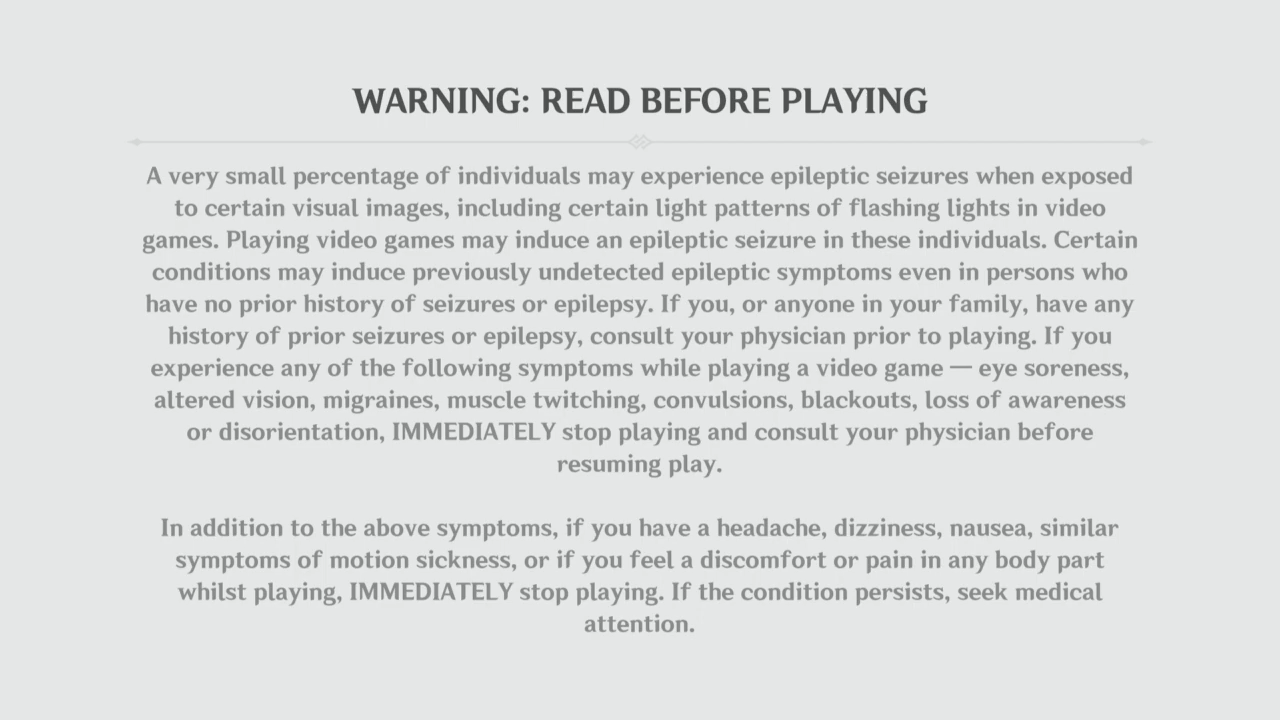 WARNING: READ BEFORE PLAYING
A very small percentage of individuals may experience epileptic seizures when exposed
to certain visual images, including certain light patterns of flashing lights in video
games. Playing video games may induce an epileptic seizure in these individuals. Certain
conditions may induce previously undetected epileptic symptoms even in persons who
have no prior history of seizures or epilepsy. If you, or anyone in your family, have any
history of prior seizures or epilepsy, consult your physician prior to playing. If you
experience any of the following symptoms while playing a video game — eye soreness,
altered vision, migraines, muscle twitching, convulsions, blackouts, loss of awareness
or disorientation, IMMEDIATELY stop playing and consult your physician before
resuming play.
In addition to the above symptoms, if you have a headache, dizziness, nausea, similar
symptoms of motion sickness, or if you feel a discomfort or pain in any body part
whilst playing, IMMEDIATELY stop playing. If the condition persists, seek medical
attention.